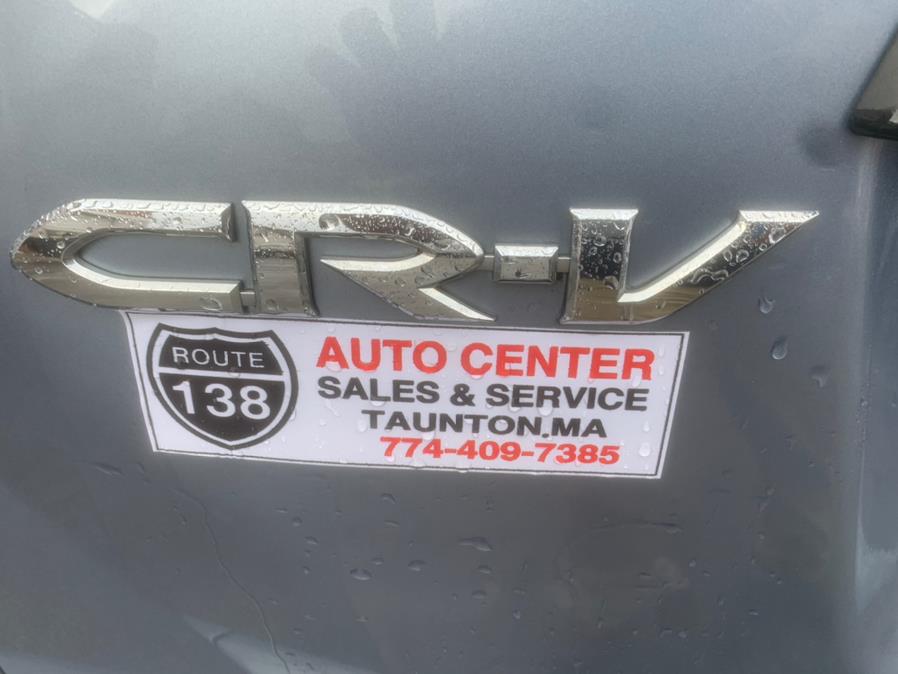 CR-V
ROUTE
138
AUTO CENTER
SALES & SERVICE
TAUNTON.MA
774-409-7385